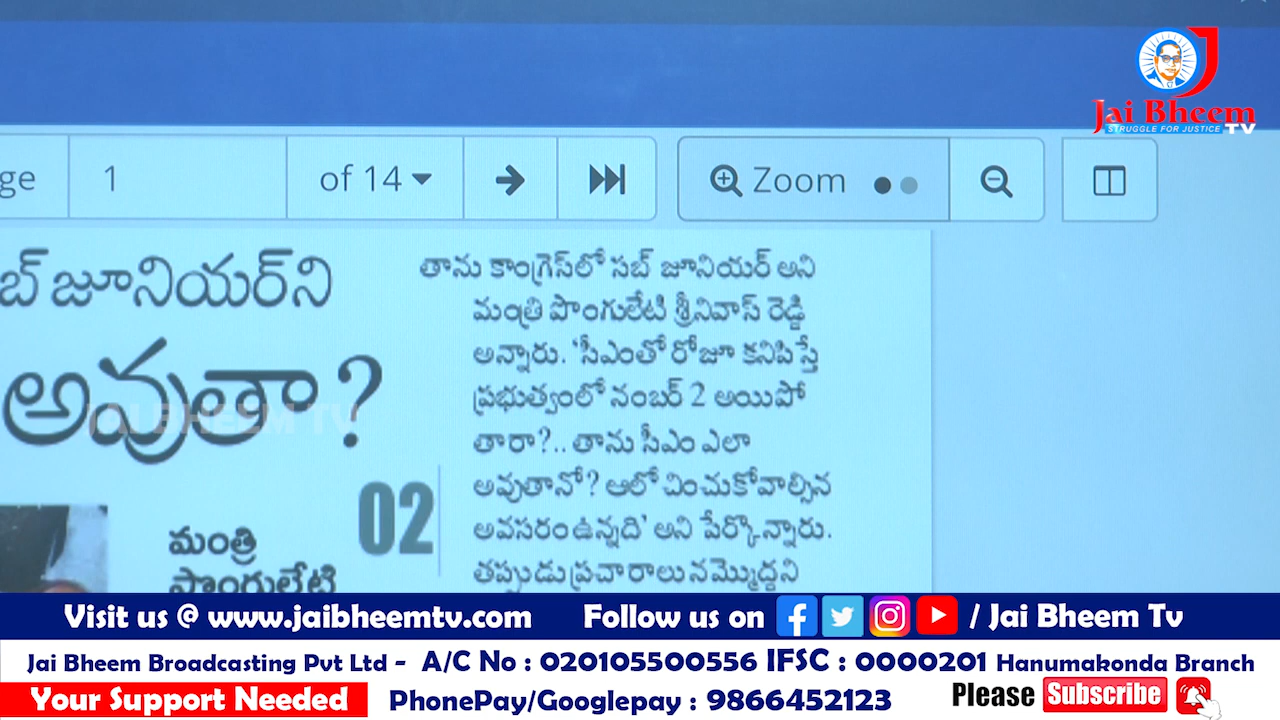 Jai Bheem
STRUGGLE FOR JUSTICE TV
ge 1 of 14 Zoom
బ్ జూనియర్‌ని
అవుతా?
JAI BHEEM TV
02
మంత్రి
పొంగులేటి
తాను కాంగ్రెస్‌లో సబ్ జూనియర్ అని
మంత్రి పొంగులేటి శ్రీనివాస్ రెడ్డి
అన్నారు. 'సీఎంతో రోజూ కనిపిస్తే
ప్రభుత్వంలో నంబర్ 2 అయిపో
తారా?.. తాను సీఎం ఎలా
అవుతానో? ఆలోచించుకోవాల్సిన
అవసరం ఉన్నది' అని పేర్కొన్నారు.
తప్పుడు ప్రచారాలు నమ్మొద్దని
Visit us @ www.jaibheemtv.com Follow us on / Jai Bheem Tv
Jai Bheem Broadcasting Pvt Ltd - A/C No : 020105500556 IFSC : 0000201 Hanumakonda Branch
Your Support Needed PhonePay/Googlepay : 9866452123 Please Subscribe